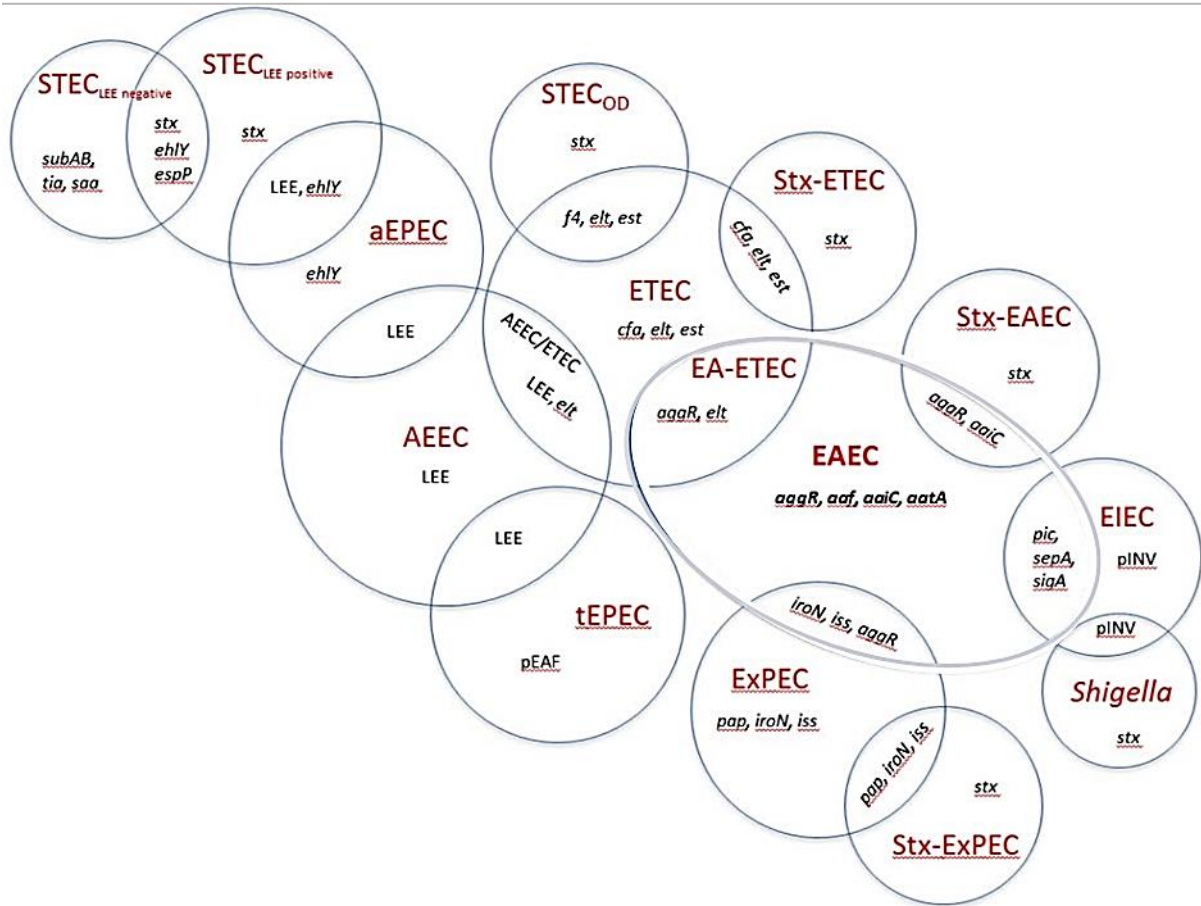 STEC LEE negative
subAB,
tia, saa
stx
ehlY
espP
STEC LEE positive
stx
LEE, ehlY
aEPEC
ehlY
LEE
AEEC
LEE
LEE
tEPEC
pEAF
AEEC/ETEC
LEE, elt
STECOD
stx
f4, elt, est
ETEC
cfa, elt, est
Stx-ETEC
stx
cfa, elt, est
EA-ETEC
aggR, elt
EAEC
aggR, aaf, aaiC, aatA
Stx-EAEC
stx
aggR, aaiC
EIEC
pINV
pic,
sepA,
sigA
pINV
Shigella
stx
iroN, iss, aggR
ExPEC
pap, iroN, iss
pap, iroN, iss
stx
Stx-ExPEC